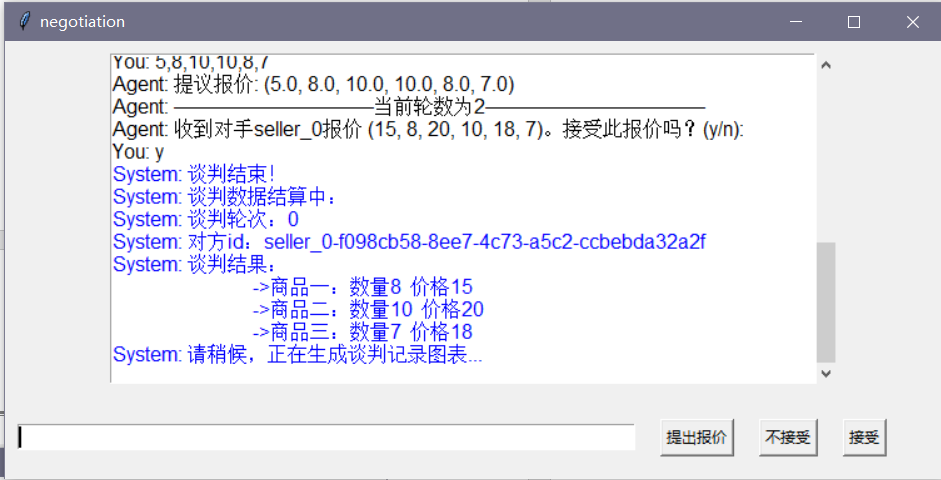 negotiation
You: 5,8,10,10,8,7
Agent: 提议报价: (5.0, 8.0, 10.0, 10.0, 8.0, 7.0)
Agent: ———————————当前轮数为2————————————
Agent: 收到对手seller_0报价 (15, 8, 20, 10, 18, 7)。接受此报价吗？(y/n):
You: y
System: 谈判结束！
System: 谈判数据结算中：
System: 谈判轮次：0
System: 对方id：seller_0-f098cb58-8ee7-4c73-a5c2-ccbebda32a2f
System: 谈判结果：
->商品一：数量8 价格15
->商品二：数量10 价格20
->商品三：数量7 价格18
System: 请稍候，正在生成谈判记录图表...
提出报价 不接受 接受